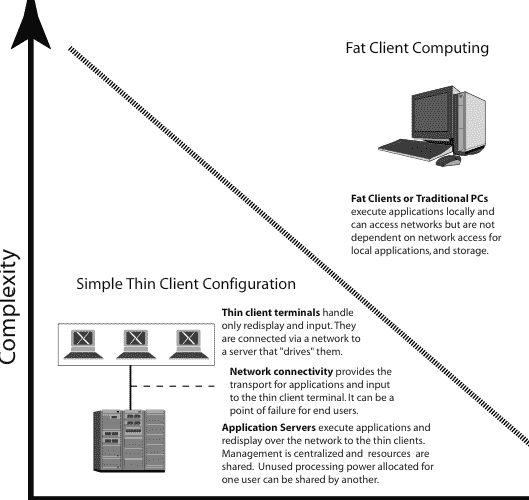 Fat Client Computing
Fat Clients or Traditional PCs
execute applications locally and
can access networks but are not
dependent on network access for
local applications, and storage.
Complexity
Simple Thin Client Configuration
Thin client terminals handle
only redisplay and input. They
are connected via a network to
a server that "drives" them.
Network connectivity provides the
transport for applications and input
to the thin client terminal. It can be a
point of failure for end users.
Application Servers execute applications and
redisplay over the network to the thin clients.
Management is centralized and resources are
shared. Unused processing power allocated for
one user can be shared by another.